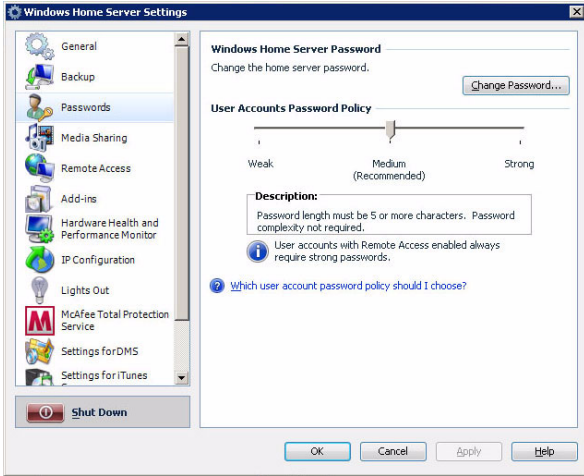 Windows Home Server Settings
General
Backup
Passwords
Media Sharing
Remote Access
Add-ins
Hardware Health and
Performance Monitor
IP Configuration
Lights Out
McAfee Total Protection
Service
Settings for DMS
Settings for iTunes
Shut Down
Windows Home Server Password
Change the home server password.
Change Password...
User Accounts Password Policy
Weak
Medium
(Recommended)
Strong
Description:
Password length must be 5 or more characters. Password
complexity not required.
User accounts with Remote Access enabled always
require strong passwords.
Which user account password policy should I choose?
OK
Cancel
Apply
Help